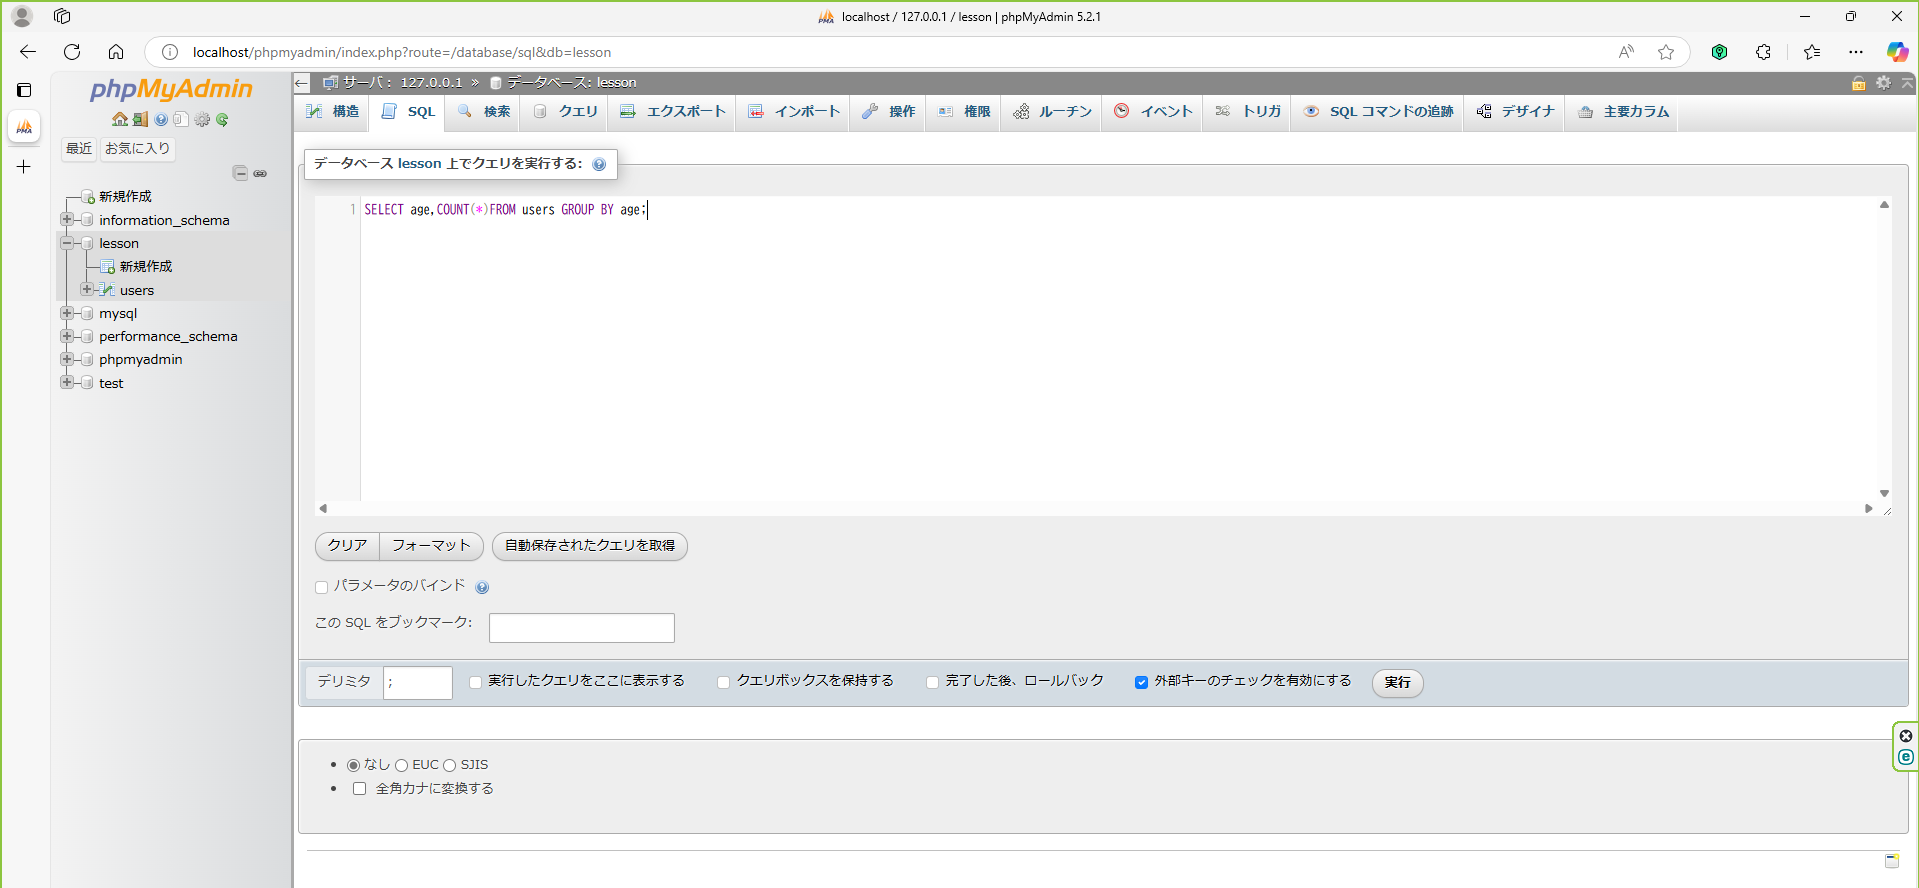 localhost / 127.0.0.1 / lesson | phpMyAdmin 5.2.1
localhost/phpmyadmin/index.php?route=/database/sql&db=lesson
phpMyAdmin
最近 お気に入り
新規作成
information_schema
lesson
新規作成
users
mysql
performance_schema
phpmyadmin
test
サーバ: 127.0.0.1 » データベース: lesson
構造 SQL 検索 クエリ エクスポート インポート 操作 権限 ルーチン イベント トリガ SQL コマンドの追跡 デザイナ 主要カラム
データベース lesson 上でクエリを実行する:
1 SELECT age,COUNT(*)FROM users GROUP BY age;
クリア フォーマット 自動保存されたクエリを取得
パラメータのバインド
この SQL をブックマーク:
デリミタ ; 実行したクエリをここに表示する クエリボックスを保持する 完了した後、ロールバック 外部キーのチェックを有効にする 実行
なし EUC SJIS
全角カナに変換する